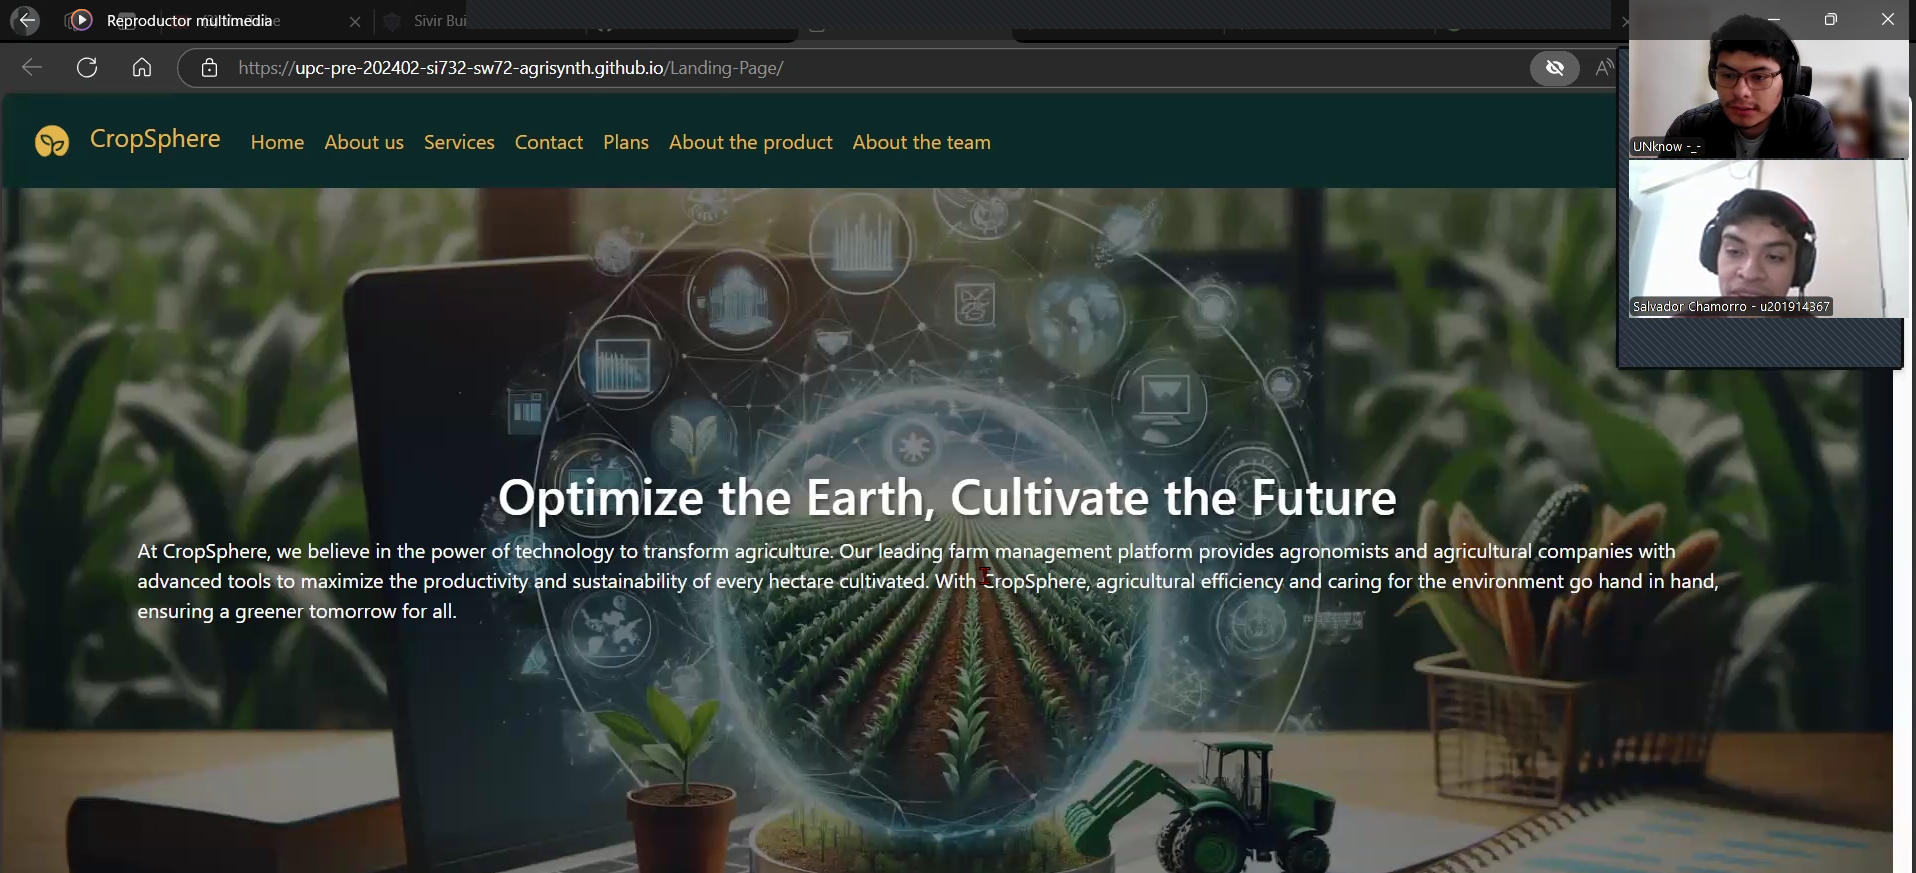 Reproductor multimedia
Sivir Bui
https://upc-pre-202402-si732-sw72-agrisynth.github.io/Landing-Page/
CropSphere Home About us Services Contact Plans About the product About the team
UNknow -_-
Salvador Chamorro - u201914367
Optimize the Earth, Cultivate the Future
At CropSphere, we believe in the power of technology to transform agriculture. Our leading farm management platform provides agronomists and agricultural companies with
advanced tools to maximize the productivity and sustainability of every hectare cultivated. With CropSphere, agricultural efficiency and caring for the environment go hand in hand,
ensuring a greener tomorrow for all.